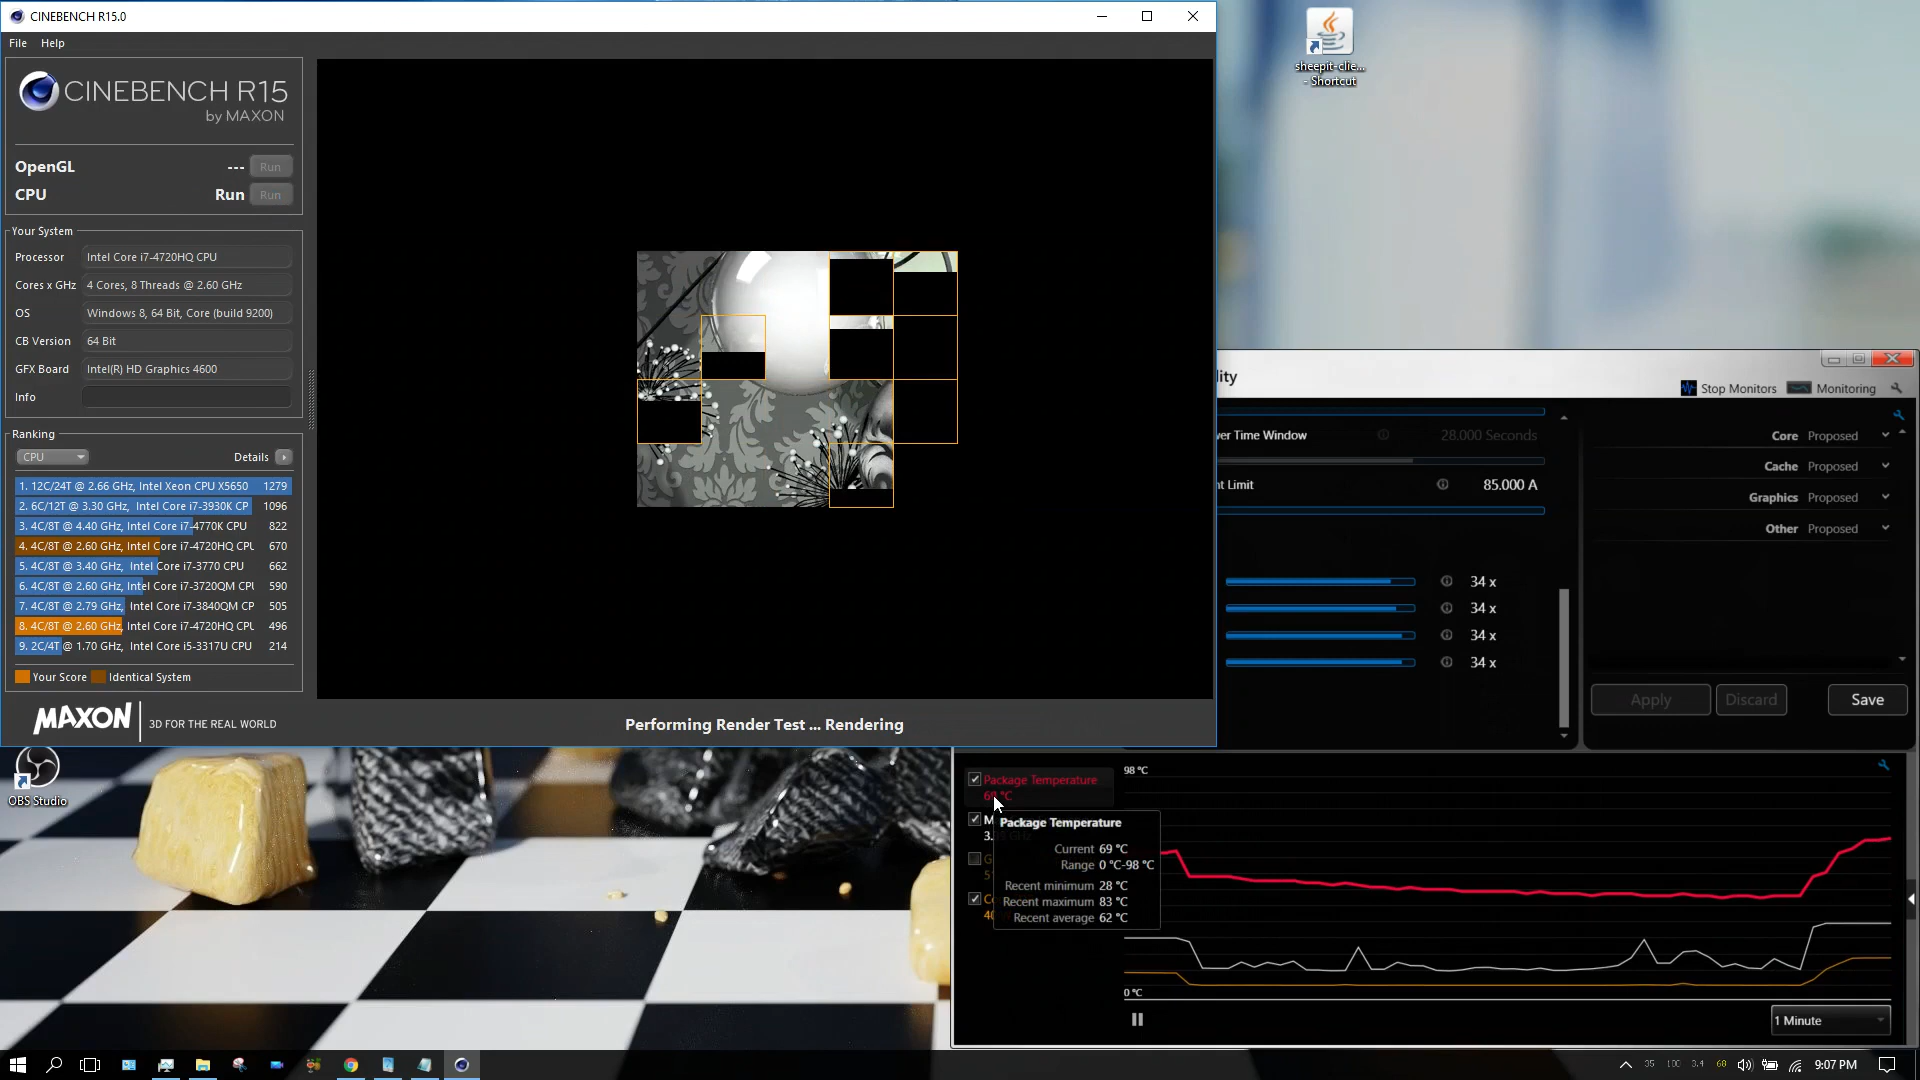 CINEBENCH R15.0
File Help
CINEBENCH R15
by MAXON
OpenGL --- Run
CPU Run Run
Your System
Processor Intel Core i7-4720HQ CPU
Cores x GHz 4 Cores, 8 Threads @ 2.60 GHz
OS Windows 8, 64 Bit, Core (build 9200)
CB Version 64 Bit
GFX Board Intel(R) HD Graphics 4600
Info
Ranking
CPU Details
1. 12C/24T @ 2.66 GHz, Intel Xeon CPU X5650 1279
2. 6C/12T @ 3.30 GHz, Intel Core i7-3930K CP 1096
3. 4C/8T @ 4.40 GHz, Intel Core i7-4770K CPU 822
4. 4C/8T @ 2.60 GHz, Intel Core i7-4720HQ CPU 670
5. 4C/8T @ 3.40 GHz, Intel Core i7-3770 CPU 662
6. 4C/8T @ 2.60 GHz, Intel Core i7-3720QM CPU 590
7. 4C/8T @ 2.79 GHz, Intel Core i7-3840QM CP 505
8. 4C/8T @ 2.60 GHz, Intel Core i7-4720HQ CPU 496
9. 2C/4T @ 1.70 GHz, Intel Core i5-3317U CPU 214
Your Score Identical System
MAXON 3D FOR THE REAL WORLD
Performing Render Test ... Rendering
sheepit-clie...
- Shortcut
lity
Stop Monitors Monitoring
wer Time Window 28.000 Seconds
nt Limit 85.000 A
34 x
34 x
34 x
34 x
Core Proposed
Cache Proposed
Graphics Proposed
Other Proposed
Apply Discard Save
OBS Studio
Package Temperature
69 °C
98 °C
Package Temperature
Current 69 °C
Range 0 °C-98 °C
Recent minimum 28 °C
Recent maximum 83 °C
Recent average 62 °C
0 °C
1 Minute
35 100 3.4 68 9:07 PM